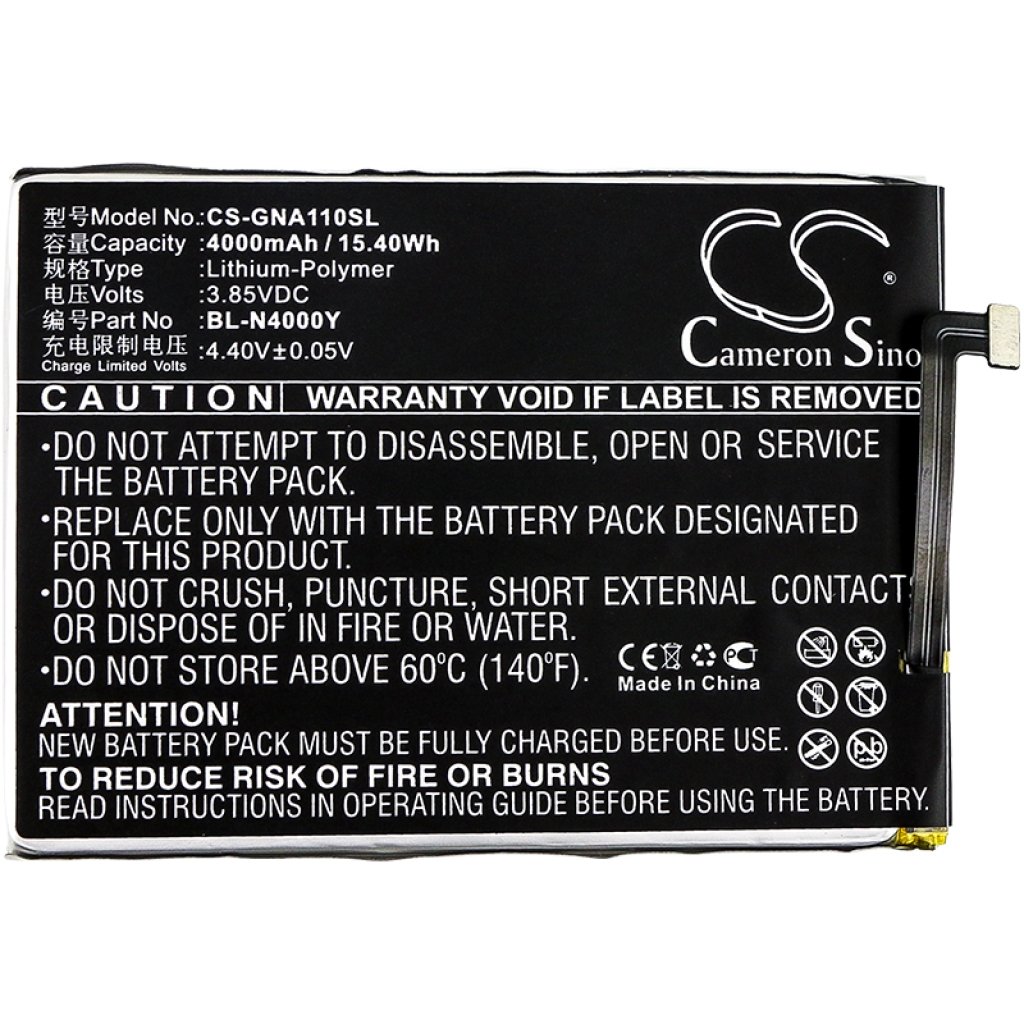 型号Model No.:CS-GNA110SL
容量Capacity :4000mAh / 15.40Wh
规格Type :Lithium-Polymer
电压Volts :3.85VDC
编号Part No :BL-N4000Y
充电限制电压:4.40V±0.05V
Charge Limited Volts
CS
®
Cameron Sino
CAUTION WARRANTY VOID IF LABEL IS REMOVED
•DO NOT ATTEMPT TO DISASSEMBLE, OPEN OR SERVICE
THE BATTERY PACK.
•REPLACE ONLY WITH THE BATTERY PACK DESIGNATED
FOR THIS PRODUCT.
•DO NOT CRUSH, PUNCTURE, SHORT EXTERNAL CONTACTS
OR DISPOSE OF IN FIRE OR WATER.
•DO NOT STORE ABOVE 60⁰C (140⁰F).
CE PCT
Made In China
Pb
ATTENTION!
NEW BATTERY PACK MUST BE FULLY CHARGED BEFORE USE.
TO REDUCE RISK OF FIRE OR BURNS
READ INSTRUCTIONS IN OPERATING GUIDE BEFORE USING THE BATTERY.